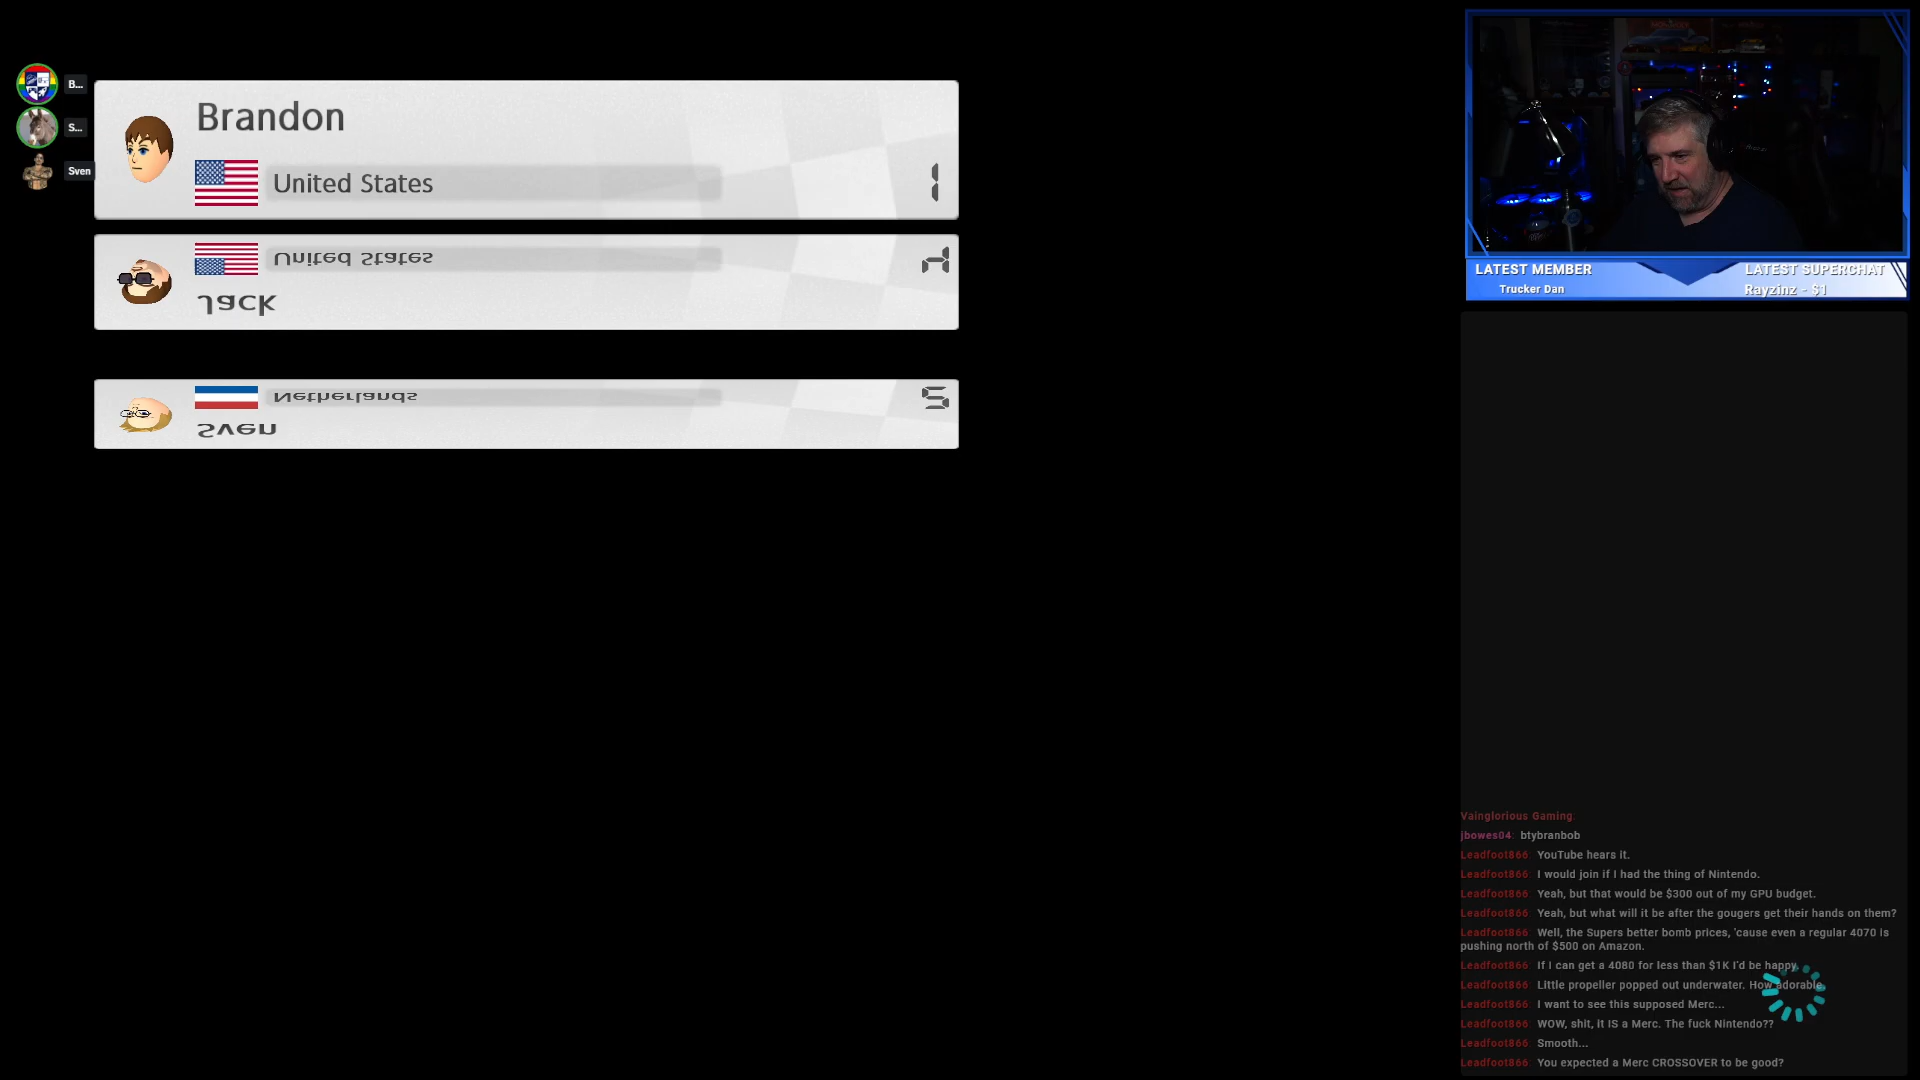 B...
S...
Sven
Brandon
United States
1
United States
4
Jack
Netherlands
5
Sven
LATEST MEMBER
Trucker Dan
LATEST SUPERCHAT
Rayzinz - $1
Vainglorious Gaming:
jbowes04: btybranbob
Leadfoot866: YouTube hears it.
Leadfoot866: I would join if I had the thing of Nintendo.
Leadfoot866: Yeah, but that would be $300 out of my GPU budget.
Leadfoot866: Yeah, but what will it be after the gougers get their hands on them?
Leadfoot866: Well, the Supers better bomb prices, 'cause even a regular 4070 is
pushing north of $500 on Amazon.
Leadfoot866: If I can get a 4080 for less than $1K I'd be happy.
Leadfoot866: Little propeller popped out underwater. How adorable.
Leadfoot866: I want to see this supposed Merc...
Leadfoot866: WOW, shit, it IS a Merc. The fuck Nintendo??
Leadfoot866: Smooth...
Leadfoot866: You expected a Merc CROSSOVER to be good?